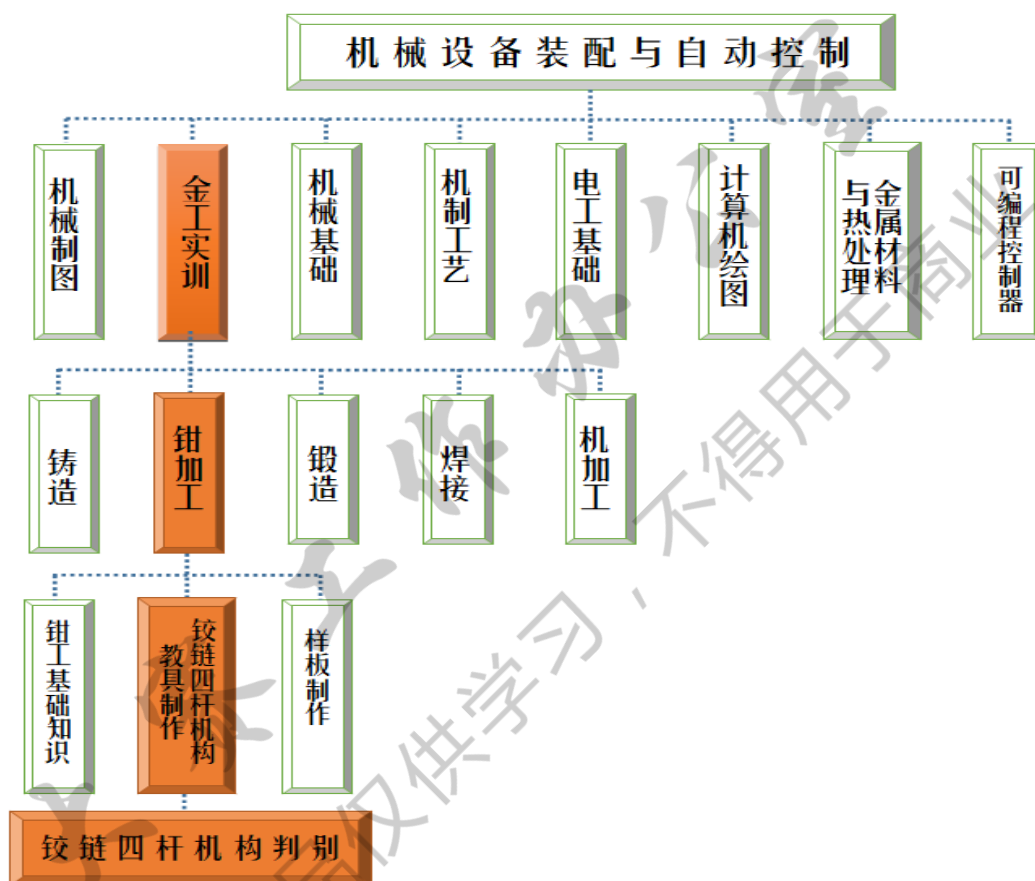 机械设备装配与自动控制
机械制图
金工实训
机械基础
机制工艺
电工基础
计算机绘图
金属材料
与热处理
可编程控制器
铸造
钳加工
锻造
焊接
机加工
钳工基础知识
铰链四杆机构
教具制作
样板制作
铰链四杆机构判别
工作办公室
仅供学习，不得用于商业